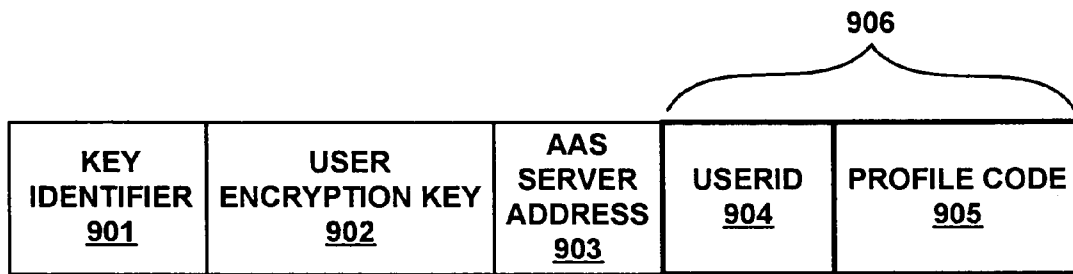 906
KEY IDENTIFIER 901
USER ENCRYPTION KEY 902
AAS SERVER ADDRESS 903
USERID 904
PROFILE CODE 905